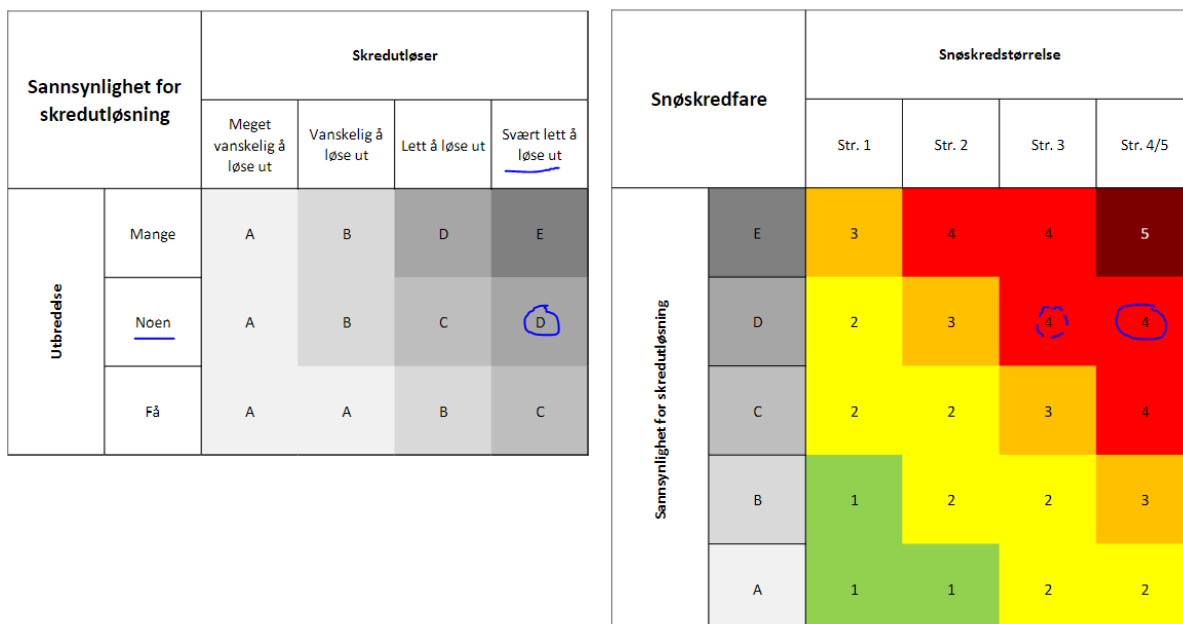 Sannsynlighet for
skredutløsning
Skredutløser
Meget
vanskelig å
løse ut
Vanskelig å
løse ut
Lett å løse ut
Svært lett å
løse ut
Utbredelse
Mange
A
B
D
E
Noen
A
B
C
D
Få
A
A
B
C
Snøskredfare
Snøskredstørrelse
Str. 1
Str. 2
Str. 3
Str. 4/5
Sannsynlighet for skredutløsning
E
3
4
4
5
D
2
3
4
4
C
2
2
3
4
B
1
2
2
3
A
1
1
2
2